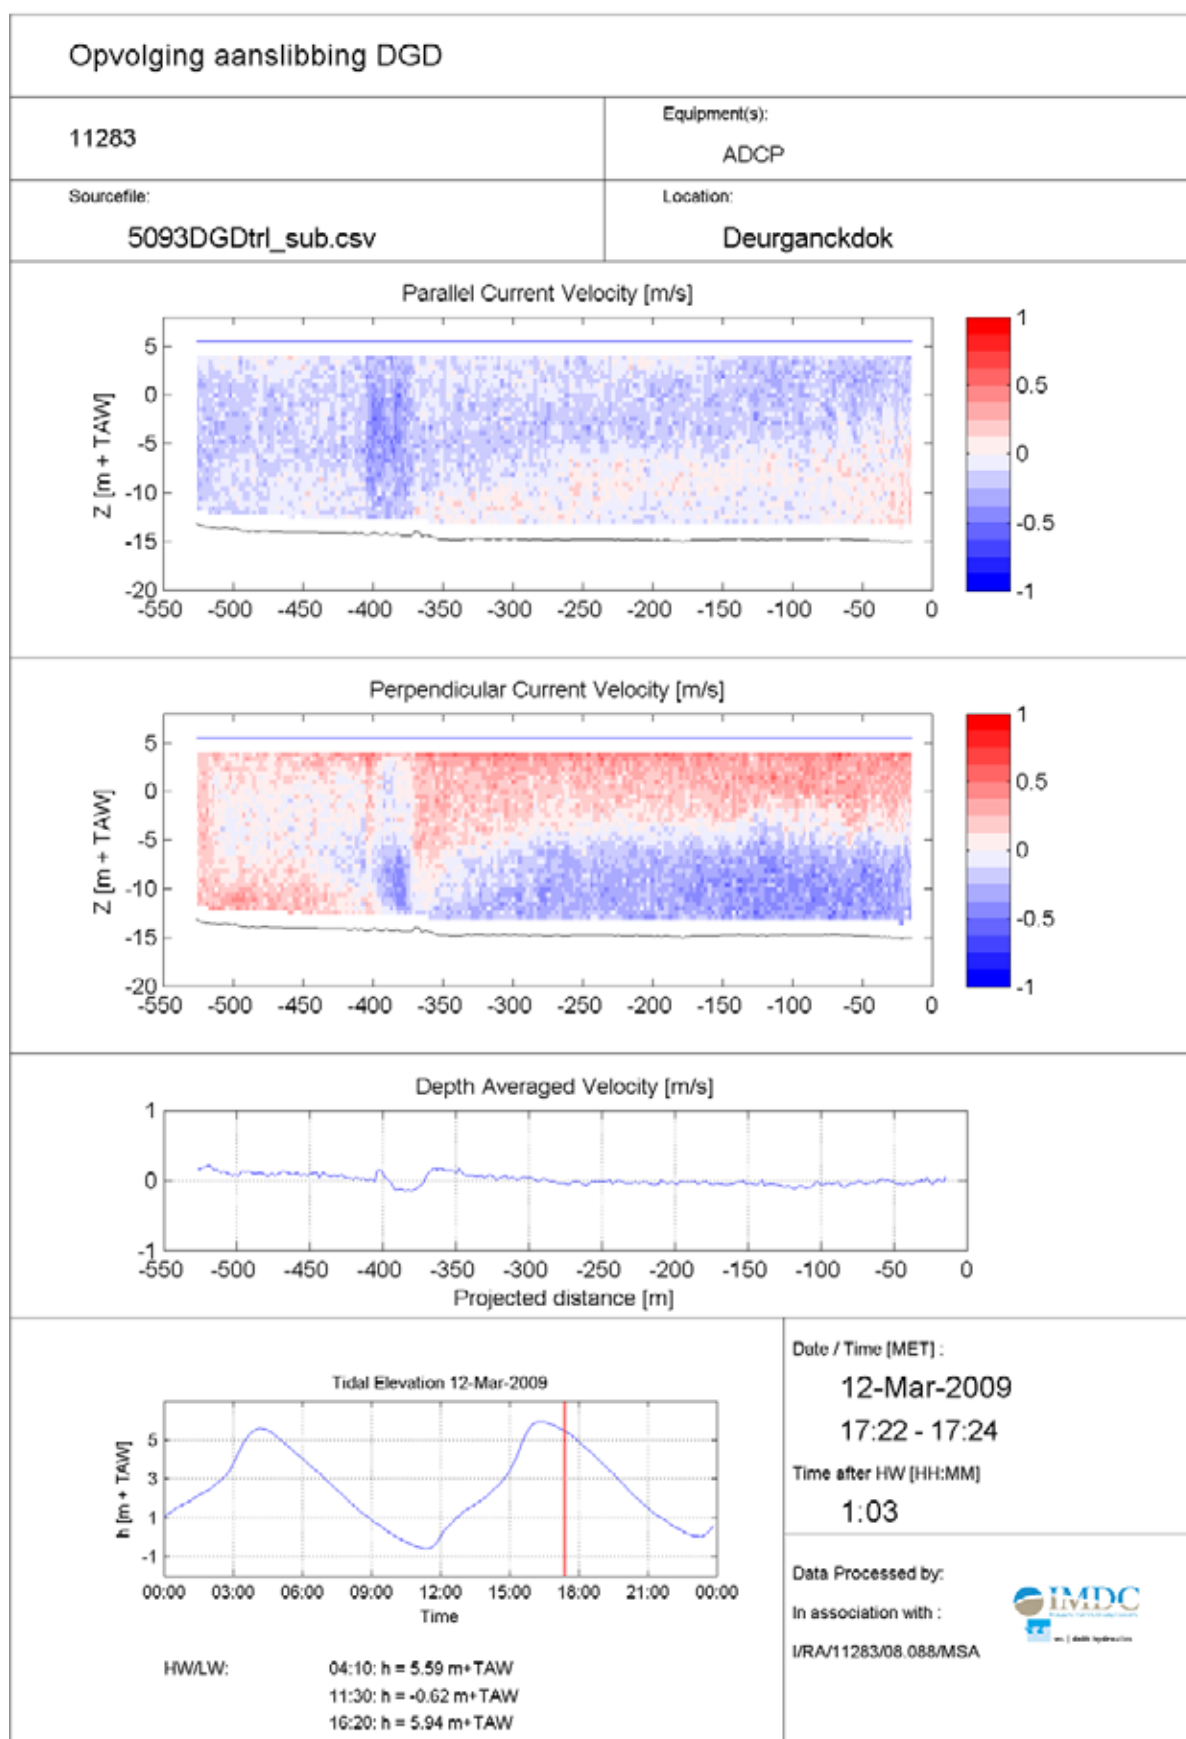 Opvolging aanslibbing DGD
11283
Equipment(s):
ADCP
Sourcefile:
5093DGDtrl_sub.csv
Location:
Deurganckdok
Parallel Current Velocity [m/s]
Z [m + TAW]
5
0
-5
-10
-15
-20
-550 -500 -450 -400 -350 -300 -250 -200 -150 -100 -50 0
1
0.5
0
-0.5
-1
Perpendicular Current Velocity [m/s]
Z [m + TAW]
5
0
-5
-10
-15
-20
-550 -500 -450 -400 -350 -300 -250 -200 -150 -100 -50 0
1
0.5
0
-0.5
-1
Depth Averaged Velocity [m/s]
1
0
-1
-550 -500 -450 -400 -350 -300 -250 -200 -150 -100 -50 0
Projected distance [m]
Tidal Elevation 12-Mar-2009
h [m + TAW]
5
3
1
-1
00:00 03:00 06:00 09:00 12:00 15:00 18:00 21:00 00:00
Time
HW/LW:
04:10: h = 5.59 m+TAW
11:30: h = -0.62 m+TAW
16:20: h = 5.94 m+TAW
Date / Time [MET] :
12-Mar-2009
17:22 - 17:24
Time after HW [HH:MM]
1:03
Data Processed by:
In association with :
I/RA/11283/08.088/MSA
IMDC
wl | delft hydraulics